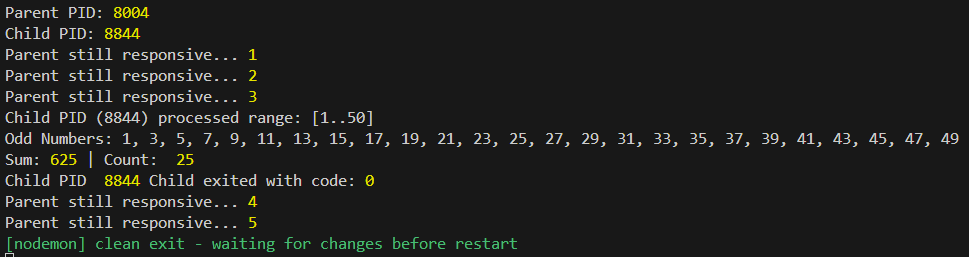 Parent PID: 8004
Child PID: 8844
Parent still responsive... 1
Parent still responsive... 2
Parent still responsive... 3
Child PID (8844) processed range: [1..50]
Odd Numbers: 1, 3, 5, 7, 9, 11, 13, 15, 17, 19, 21, 23, 25, 27, 29, 31, 33, 35, 37, 39, 41, 43, 45, 47, 49
Sum: 625 | Count:  25
Child PID  8844 Child exited with code: 0
Parent still responsive... 4
Parent still responsive... 5
[nodemon] clean exit - waiting for changes before restart